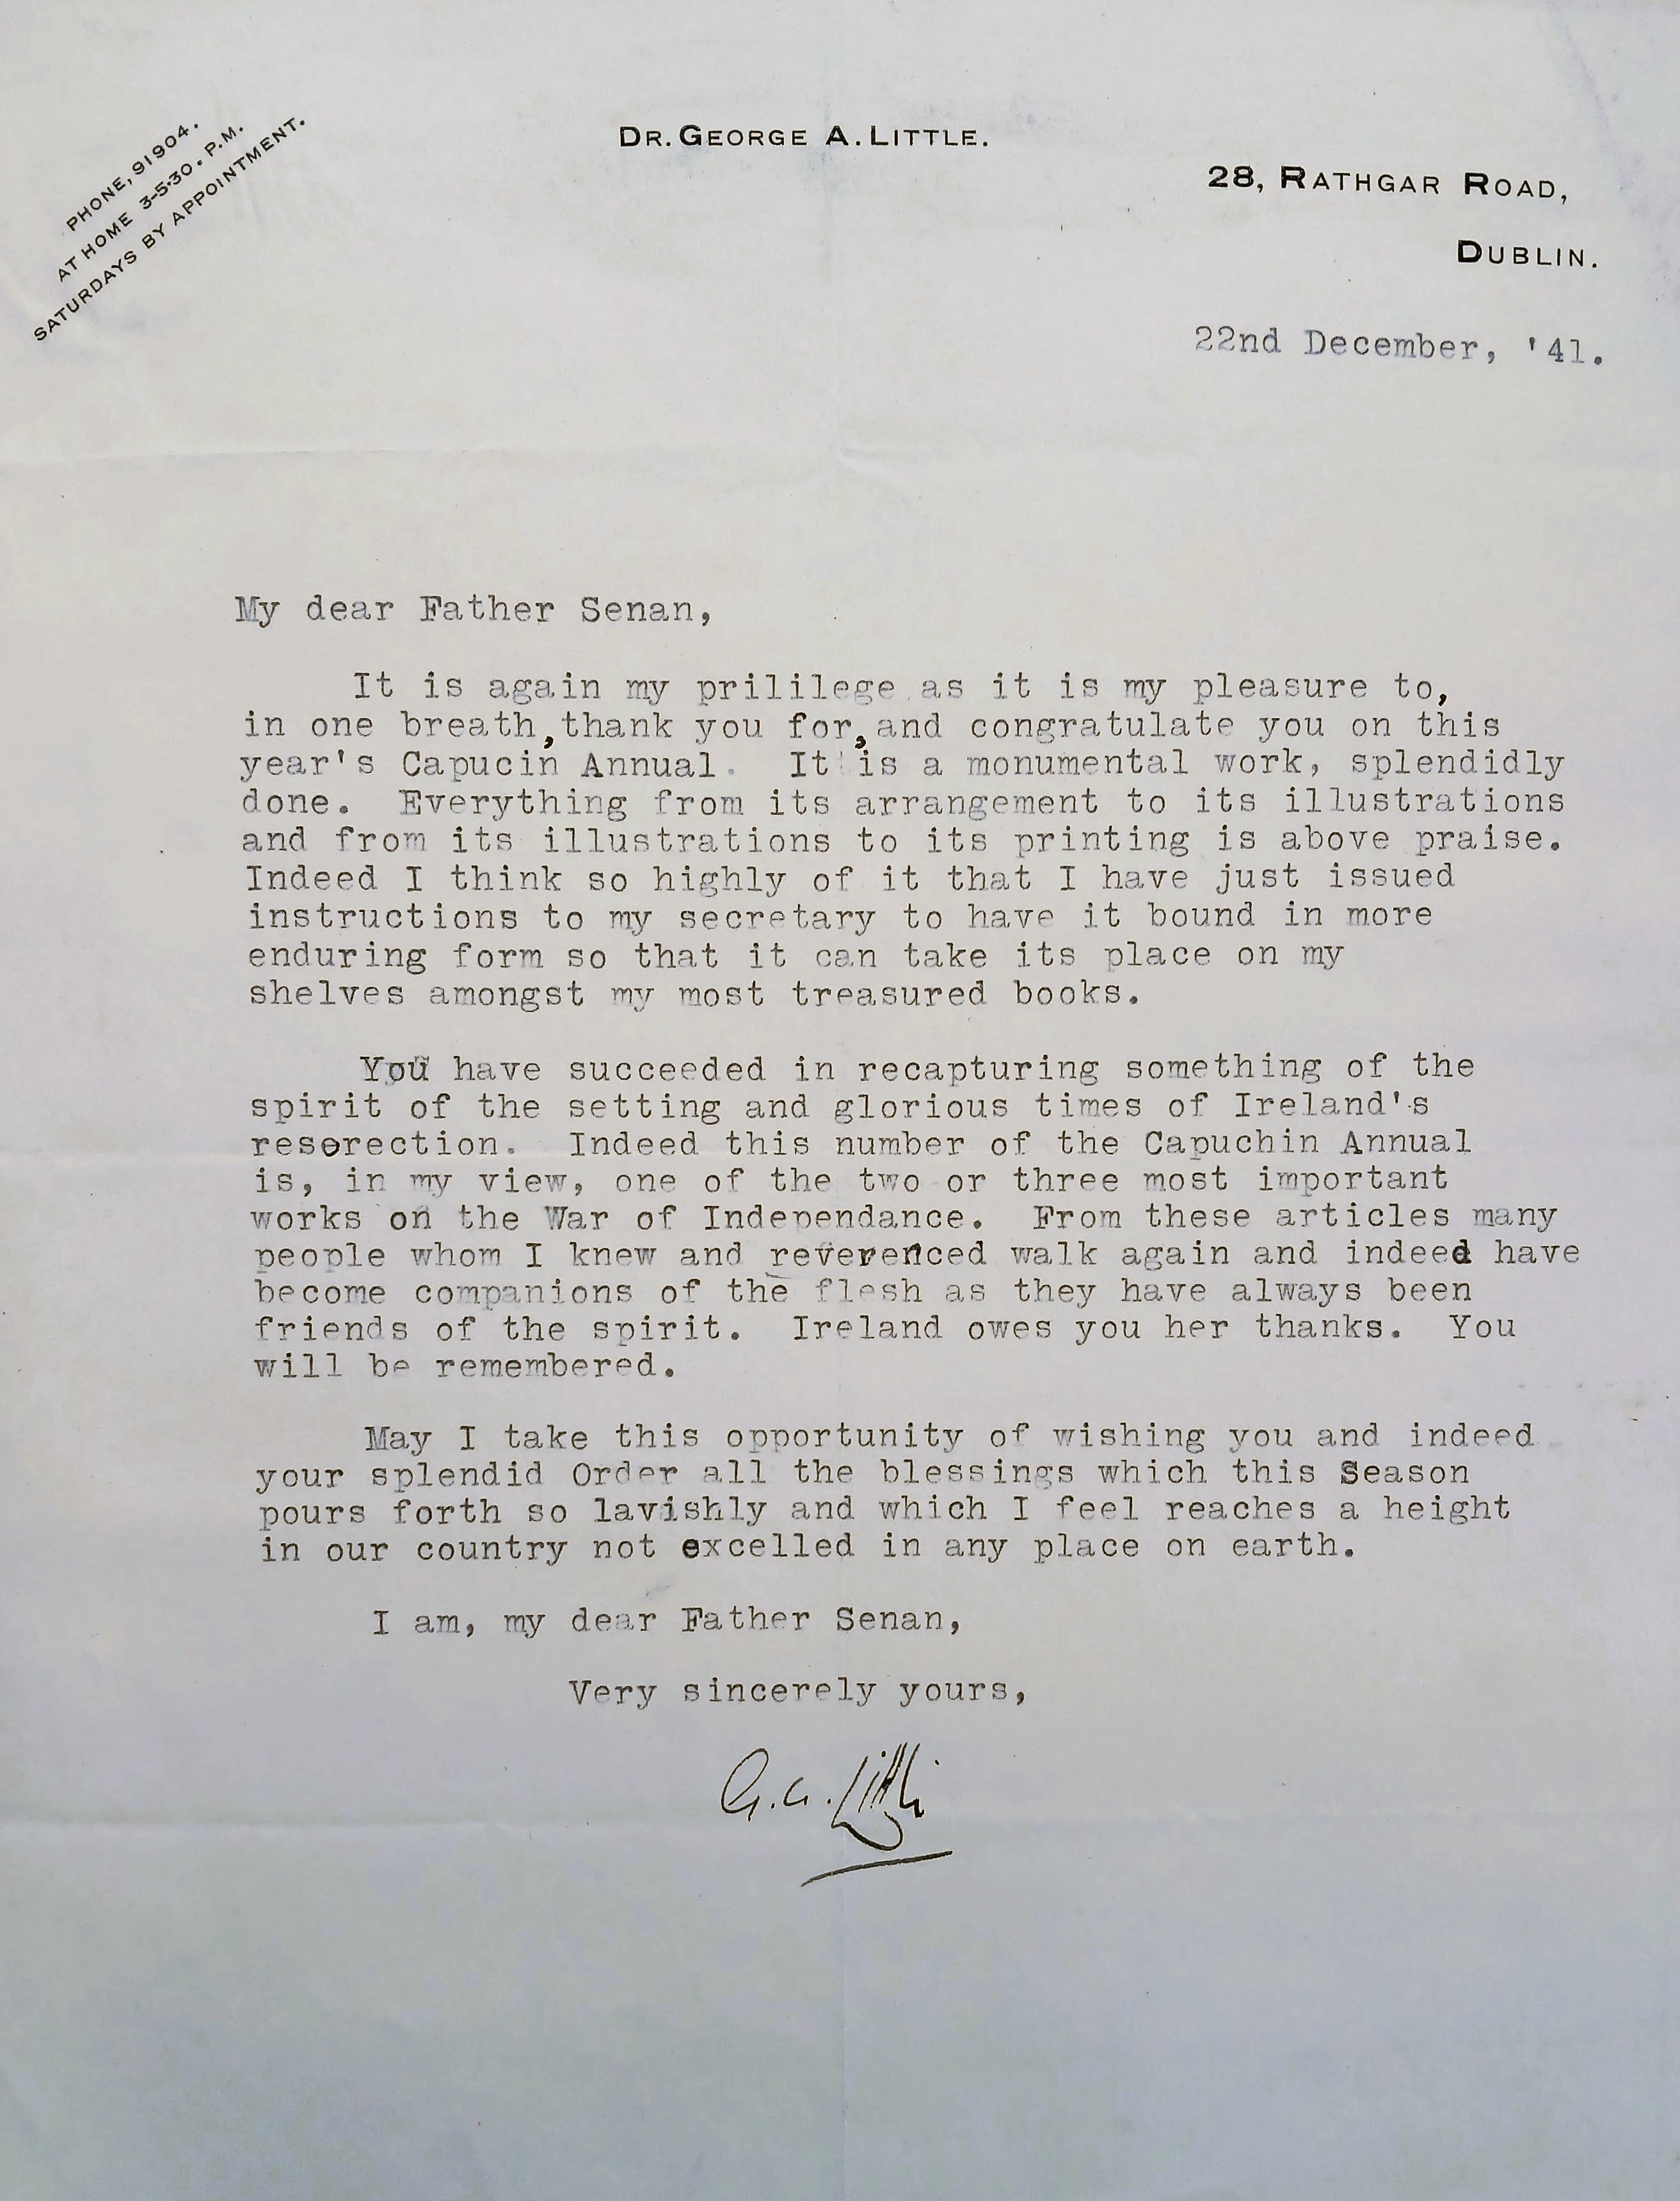 PHONE, 91904.
AT HOME 3-5·30. P.M.
SATURDAYS BY APPOINTMENT.
DR. GEORGE A. LITTLE.
28, RATHGAR ROAD,
DUBLIN.
22nd December, '41.
My dear Father Senan,
It is again my prililege as it is my pleasure to,
in one breath, thank you for, and congratulate you on this
year's Capucin Annual. It is a monumental work, splendidly
done. Everything from its arrangement to its illustrations
and from its illustrations to its printing is above praise.
Indeed I think so highly of it that I have just issued
instructions to my secretary to have it bound in more
enduring form so that it can take its place on my
shelves amongst my most treasured books.
You have succeeded in recapturing something of the
spirit of the setting and glorious times of Ireland's
reserection. Indeed this number of the Capuchin Annual
is, in my view, one of the two or three most important
works on the War of Independance. From these articles many
people whom I knew and reverenced walk again and indeed have
become companions of the flesh as they have always been
friends of the spirit. Ireland owes you her thanks. You
will be remembered.
May I take this opportunity of wishing you and indeed
your splendid Order all the blessings which this Season
pours forth so lavishly and which I feel reaches a height
in our country not excelled in any place on earth.
I am, my dear Father Senan,
Very sincerely yours,
G.A. Little